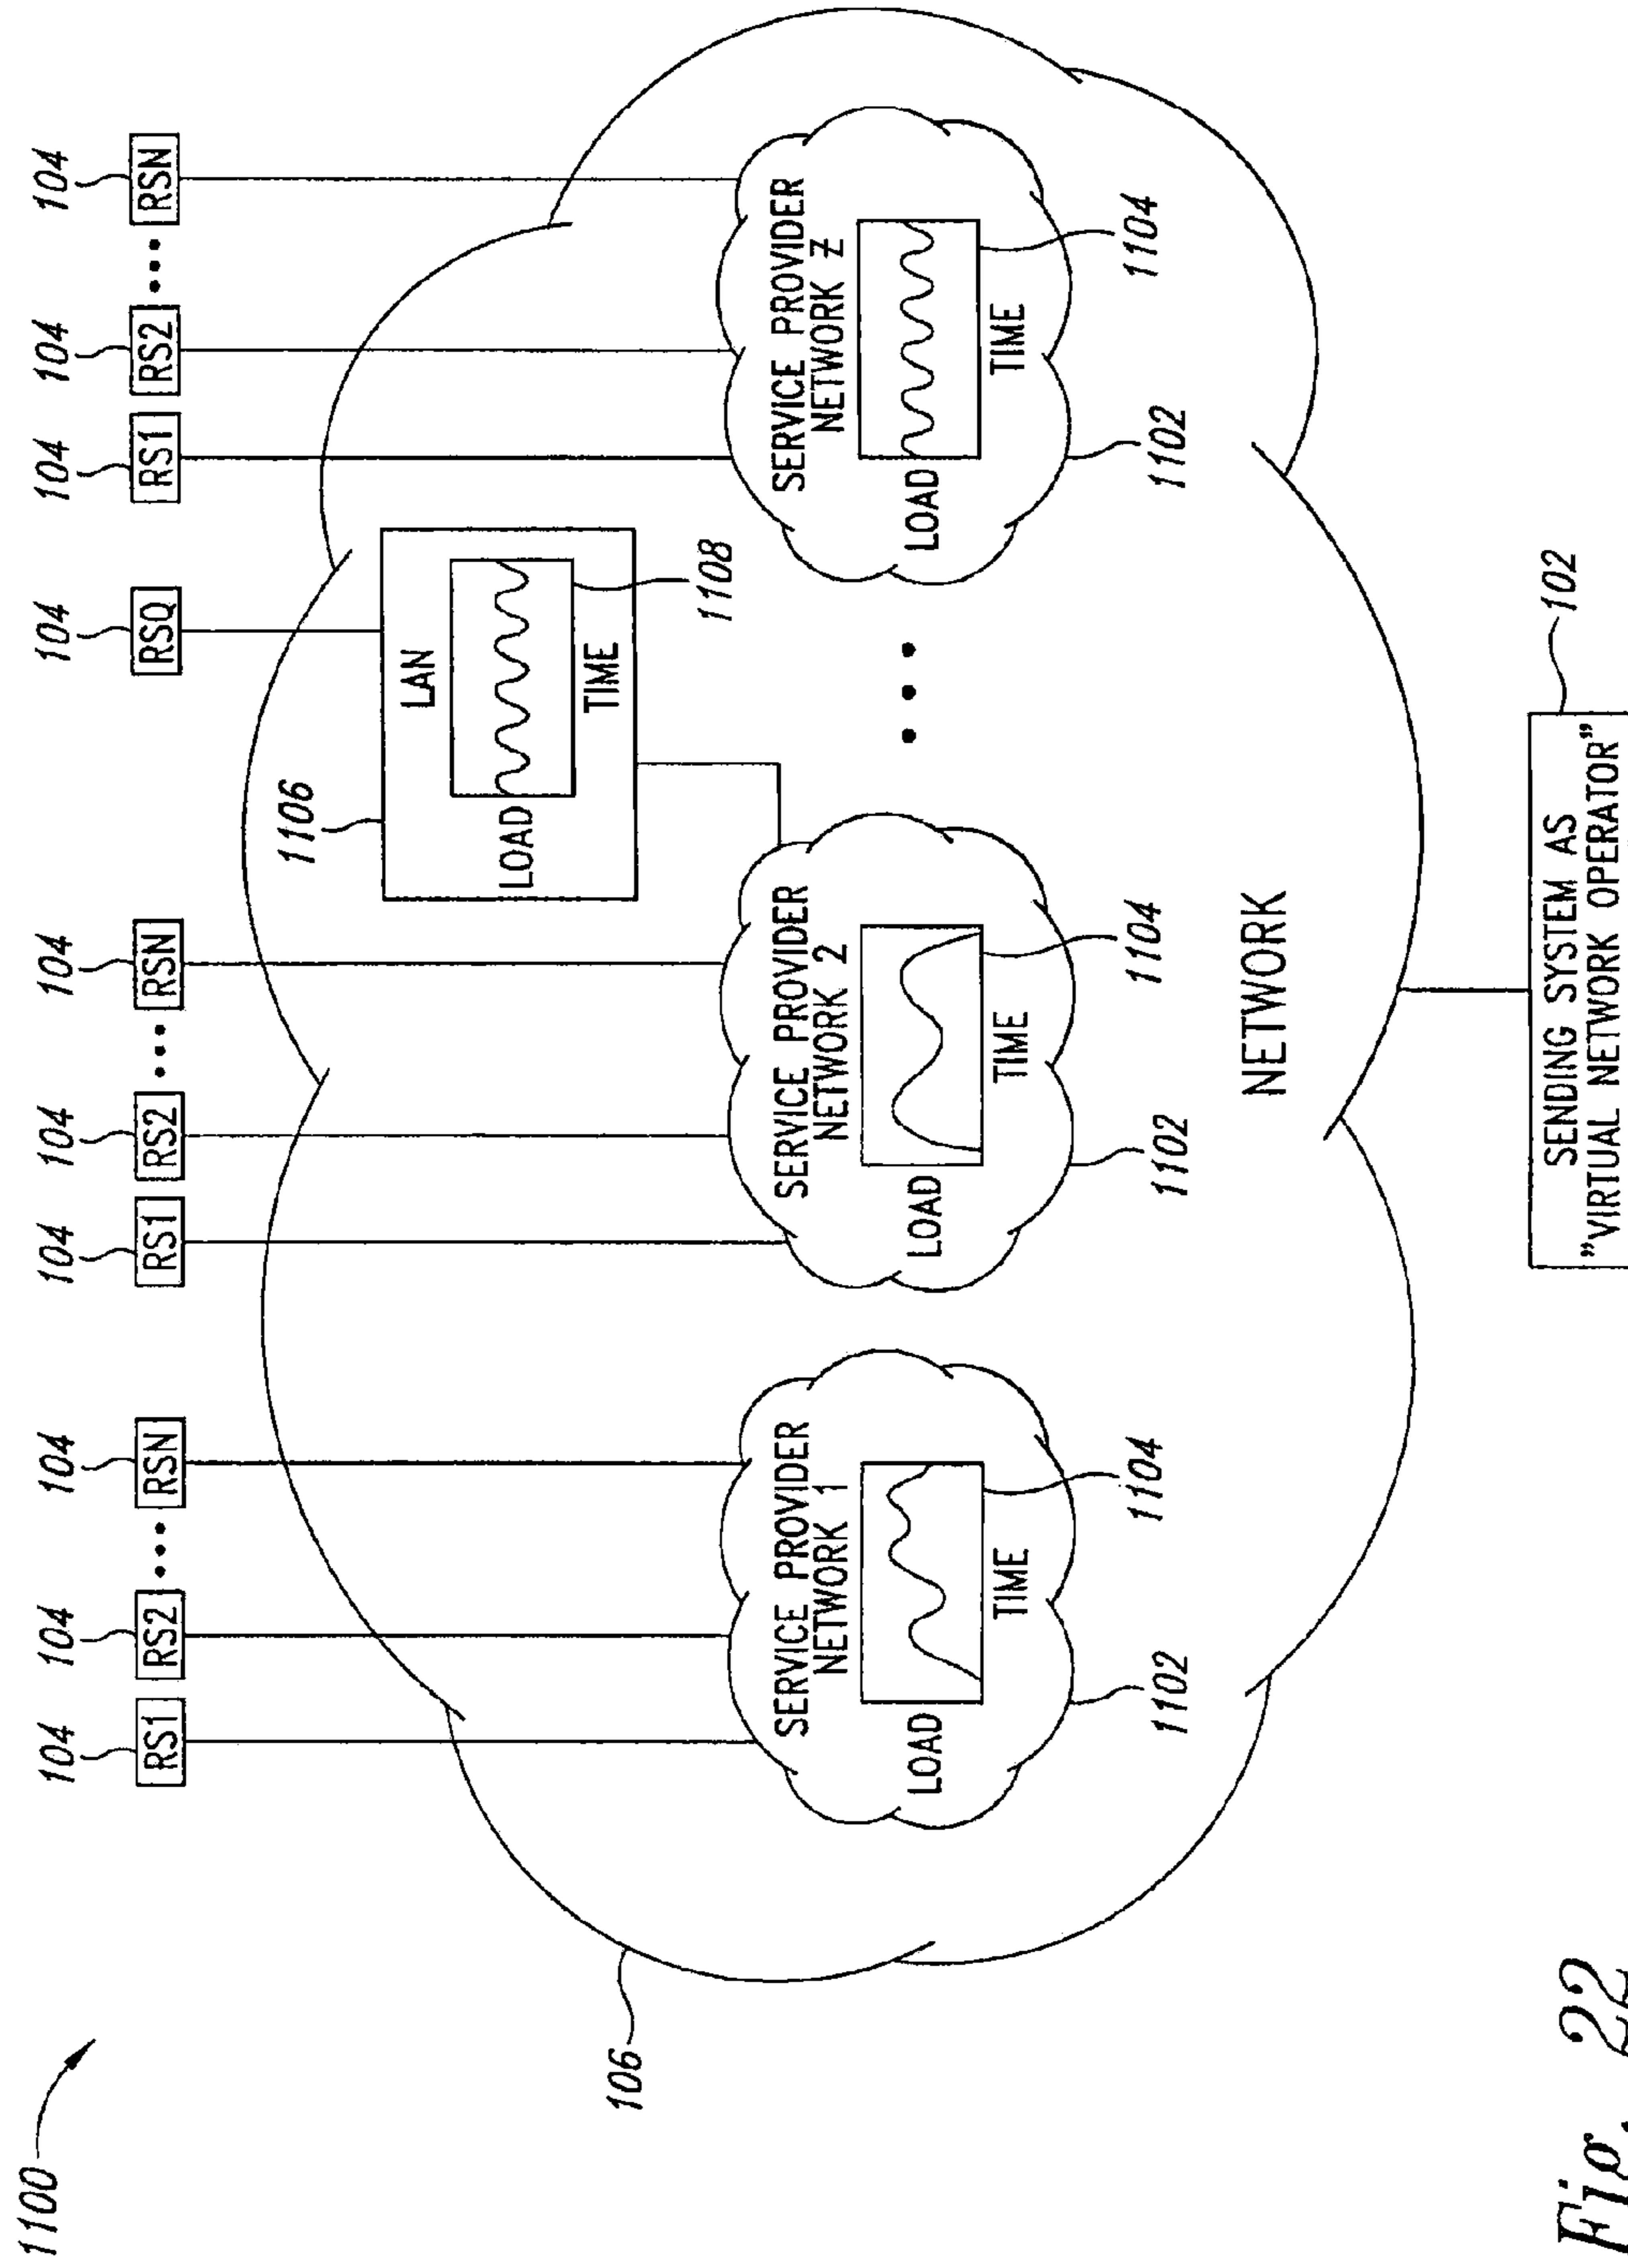 1100
104 104 104 104 104 104 104 104 104 104
RS1 RS2 ••• RSN RS1 RS2 ••• RSN RSQ RS1 RS2 ••• RSN
106
1106
LAN
LOAD
TIME
1108
SERVICE PROVIDER
NETWORK 1
LOAD
TIME
1102
1104
SERVICE PROVIDER
NETWORK 2
LOAD
TIME
1102
1104
•••
SERVICE PROVIDER
NETWORK Z
LOAD
TIME
1102
1104
NETWORK
102
SENDING SYSTEM AS
"VIRTUAL NETWORK OPERATOR"
Fig. 22